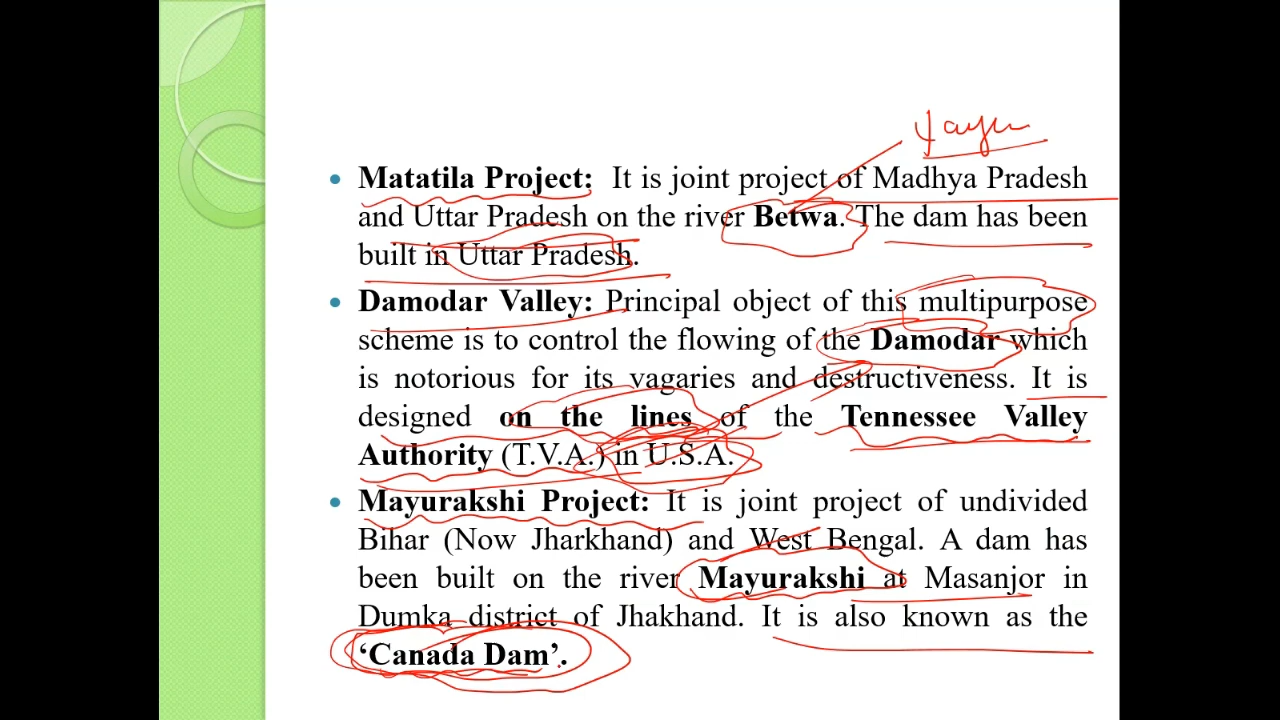 Matatila Project: It is joint project of Madhya Pradesh
and Uttar Pradesh on the river Betwa. The dam has been
built in Uttar Pradesh.
Damodar Valley: Principal object of this multipurpose
scheme is to control the flowing of the Damodar which
is notorious for its vagaries and destructiveness. It is
designed on the lines of the Tennessee Valley
Authority (T.V.A.) in U.S.A.
Mayurakshi Project: It is joint project of undivided
Bihar (Now Jharkhand) and West Bengal. A dam has
been built on the river Mayurakshi at Masanjor in
Dumka district of Jhakhand. It is also known as the
‘Canada Dam’.